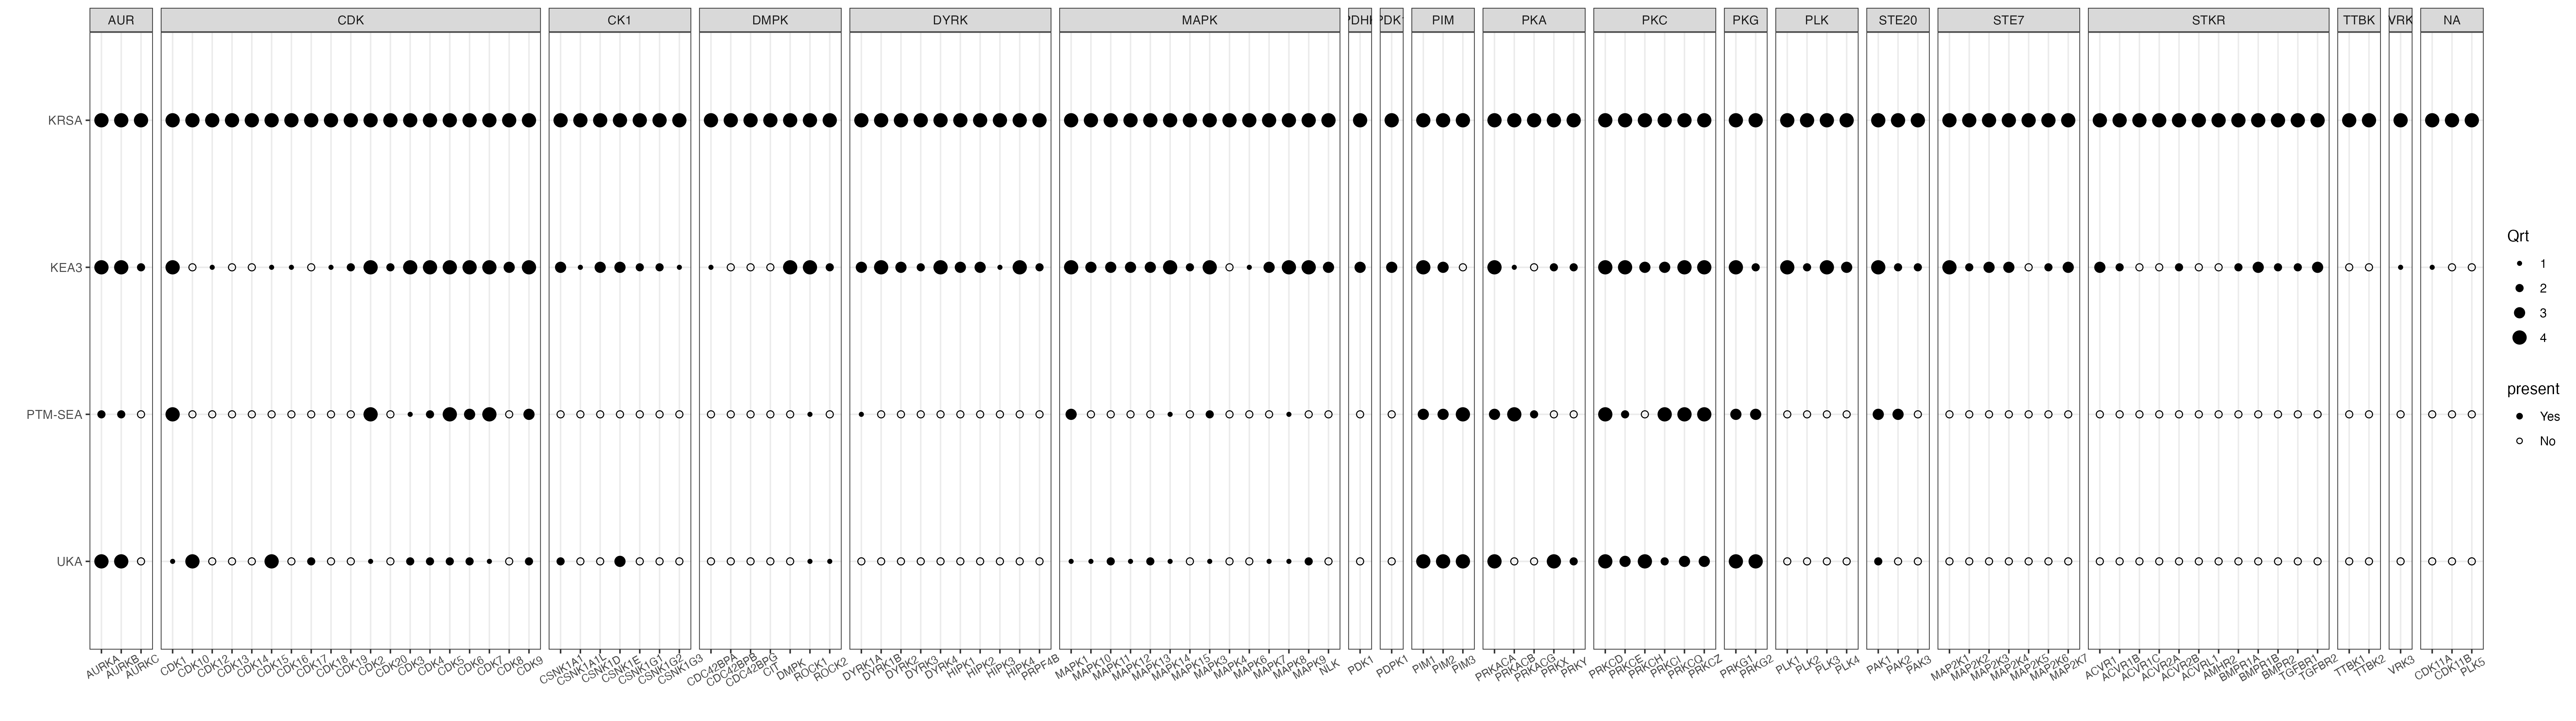 AUR CDK CK1 DMPK DYRK MAPK PIM PKA PKC PKG PLK STE20 STE7 STKR TTBK VRK NA
KRSA
KEA3
PTM-SEA
UKA
AURKA AURKB AURKC CDK1 CDK10 CDK12 CDK13 CDK14 CDK15 CDK16 CDK17 CDK18 CDK19 CDK2 CDK20 CDK3 CDK4 CDK5 CDK6 CDK7 CDK8 CDK9 CSNK1A1 CSNK1A1L CSNK1D CSNK1E CSNK1G1 CSNK1G2 CSNK1G3 CDC42BPA CDC42BPB CDC42BPG CIT DMPK ROCK1 ROCK2 DYRK1A DYRK1B DYRK2 DYRK3 DYRK4 HIPK1 HIPK2 HIPK3 HIPK4 PRPF4B MAPK1 MAPK10 MAPK11 MAPK12 MAPK13 MAPK14 MAPK15 MAPK3 MAPK4 MAPK6 MAPK7 MAPK8 MAPK9 NLK PDK1 PDPK1 PIM1 PIM2 PIM3 PRKACA PRKACB PRKACG PRKX PRKY PRKCD PRKCE PRKCH PRKCI PRKCQ PRKCZ PRKG1 PRKG2 PLK1 PLK2 PLK3 PLK4 PAK1 PAK2 PAK3 MAP2K1 MAP2K2 MAP2K3 MAP2K4 MAP2K5 MAP2K6 MAP2K7 ACVR1 ACVR1B ACVR1C ACVR2A ACVR2B ACVRL1 AMHR2 BMPR1A BMPR1B BMPR2 TGFBR1 TGFBR2 TTBK1 TTBK2 VRK3 CDK11A CDK11B PLK5
Qrt
1
2
3
4
present
Yes
No